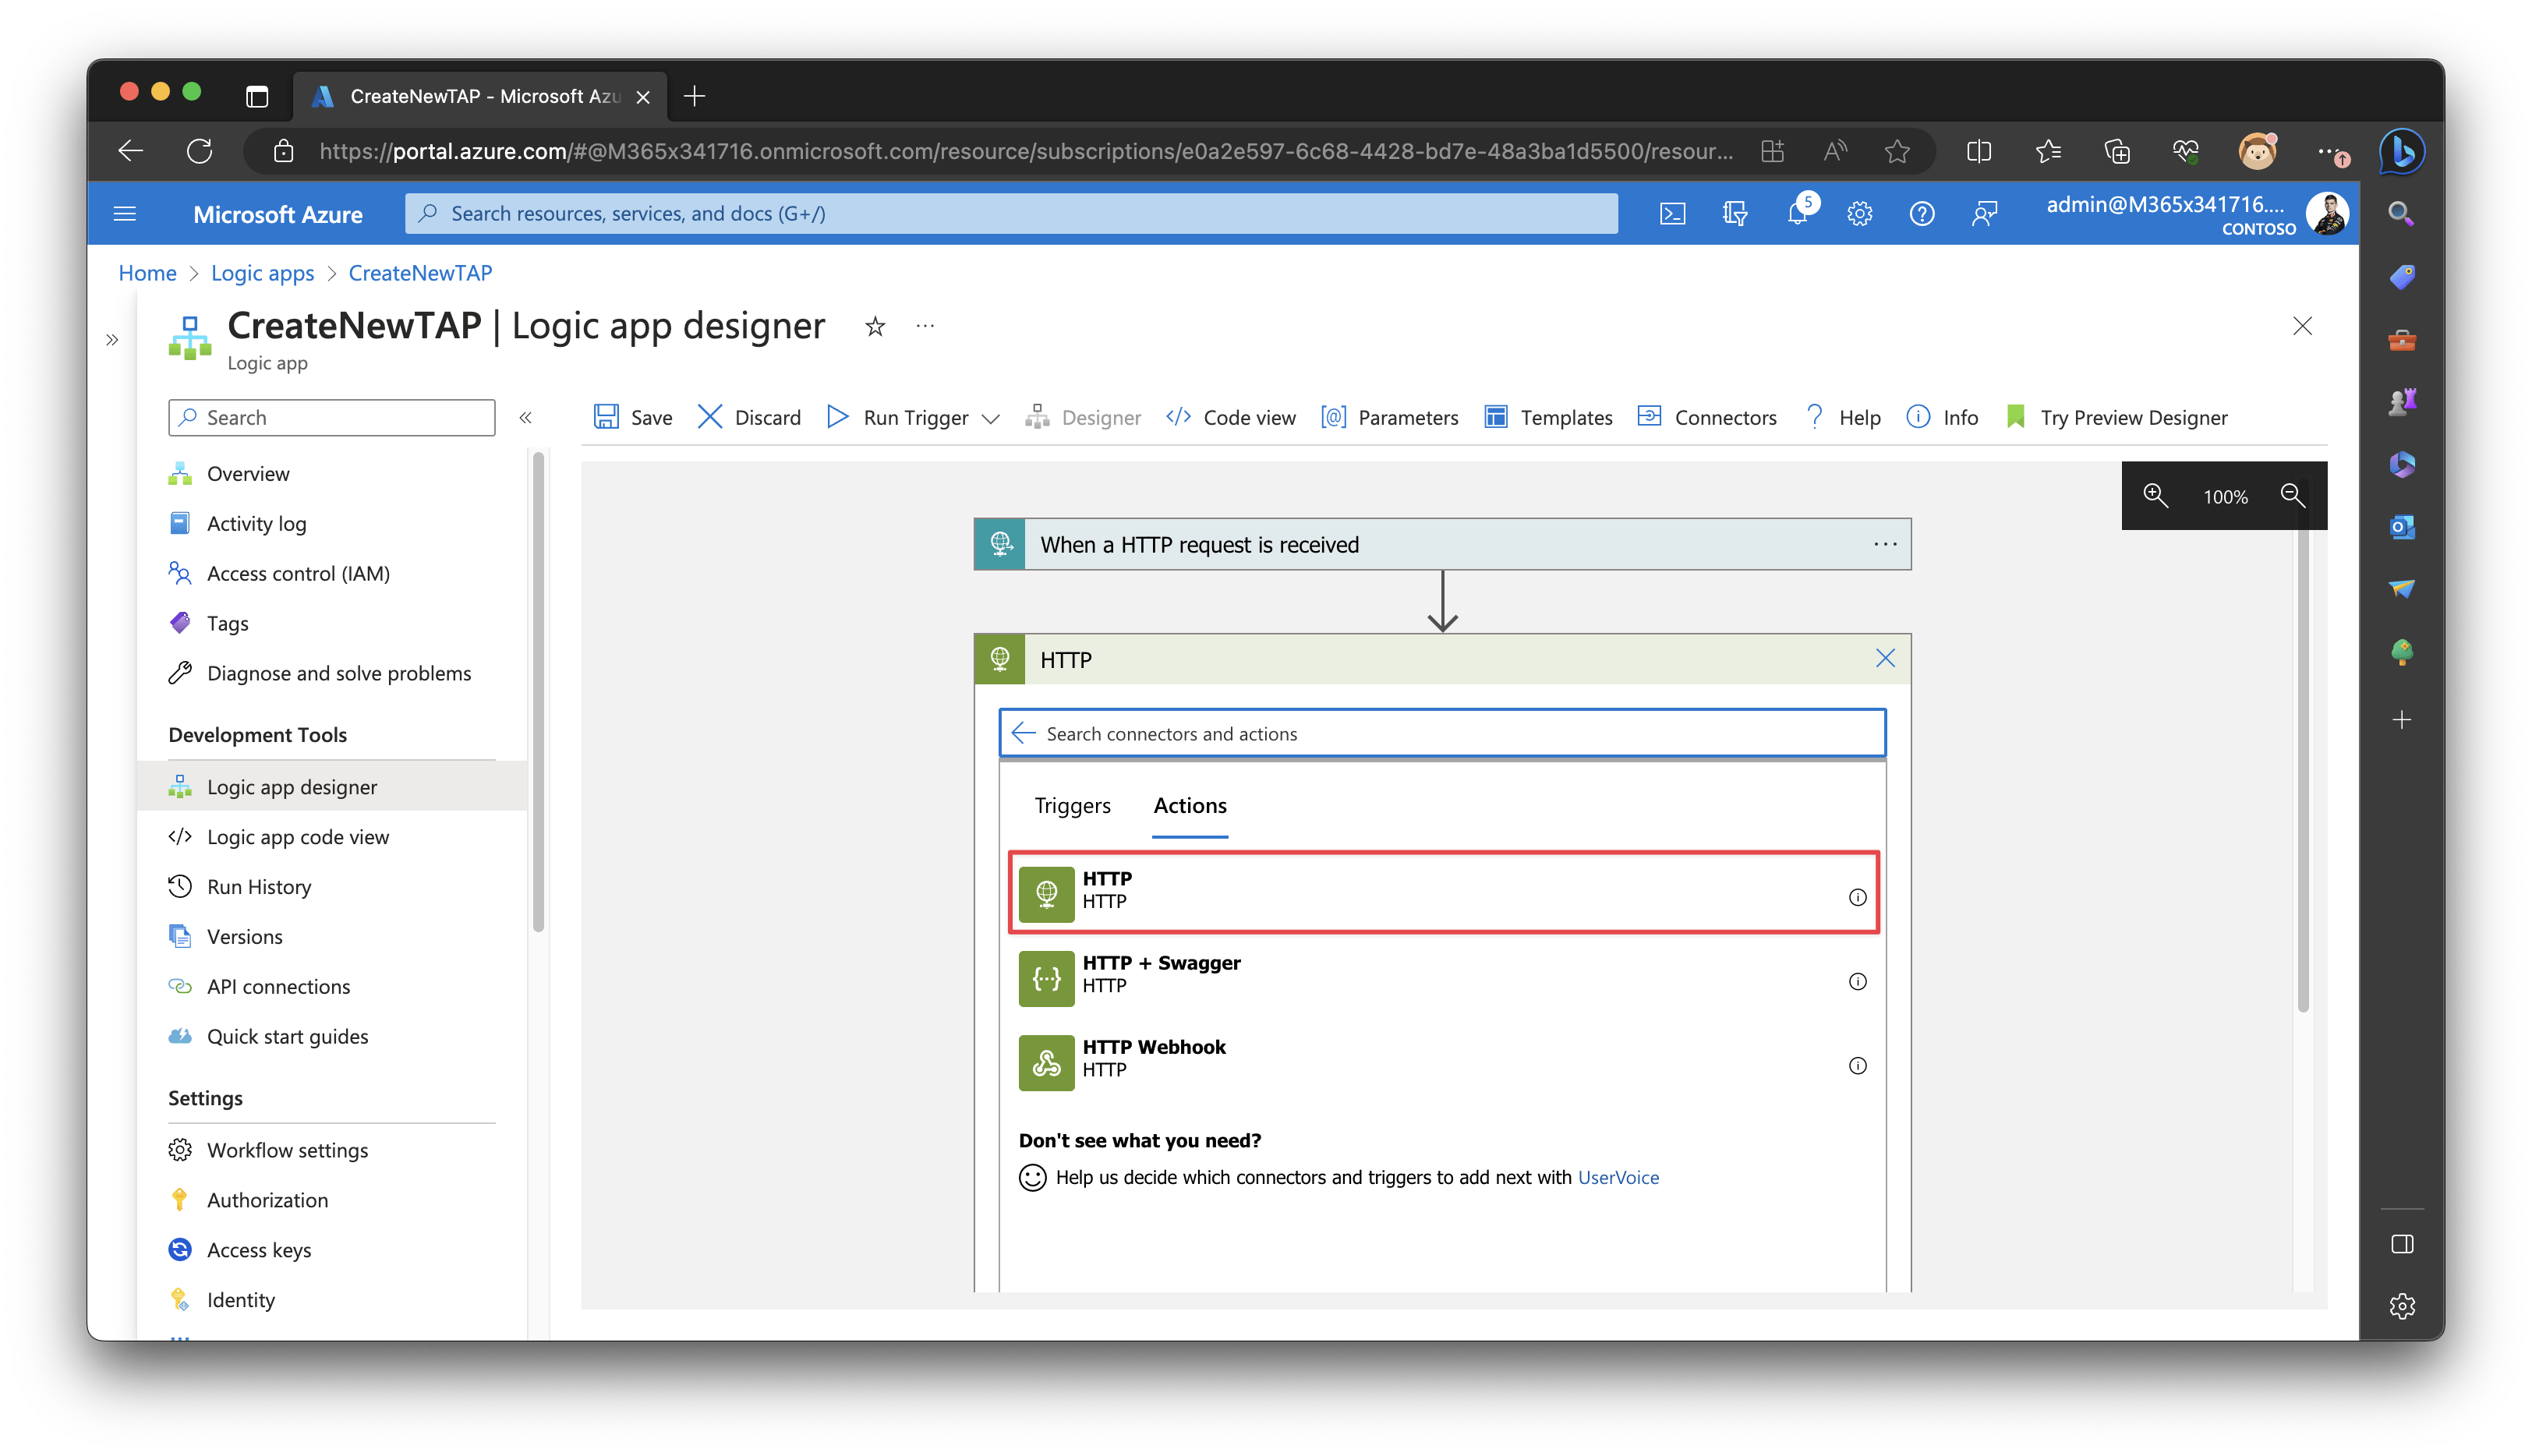 CreateNewTAP - Microsoft Azu
https://portal.azure.com/#@M365x341716.onmicrosoft.com/resource/subscriptions/e0a2e597-6c68-4428-bd7e-48a3ba1d5500/resour...
Microsoft Azure
Search resources, services, and docs (G+/)
5
admin@M365x341716....
CONTOSO
Home > Logic apps > CreateNewTAP
CreateNewTAP | Logic app designer
Logic app
Search
Save
Discard
Run Trigger
Designer
Code view
Parameters
Templates
Connectors
Help
Info
Try Preview Designer
Overview
Activity log
Access control (IAM)
Tags
Diagnose and solve problems
Development Tools
Logic app designer
Logic app code view
Run History
Versions
API connections
Quick start guides
Settings
Workflow settings
Authorization
Access keys
Identity
100%
When a HTTP request is received
HTTP
Search connectors and actions
Triggers
Actions
HTTP
HTTP
HTTP + Swagger
HTTP
HTTP Webhook
HTTP
Don't see what you need?
Help us decide which connectors and triggers to add next with UserVoice